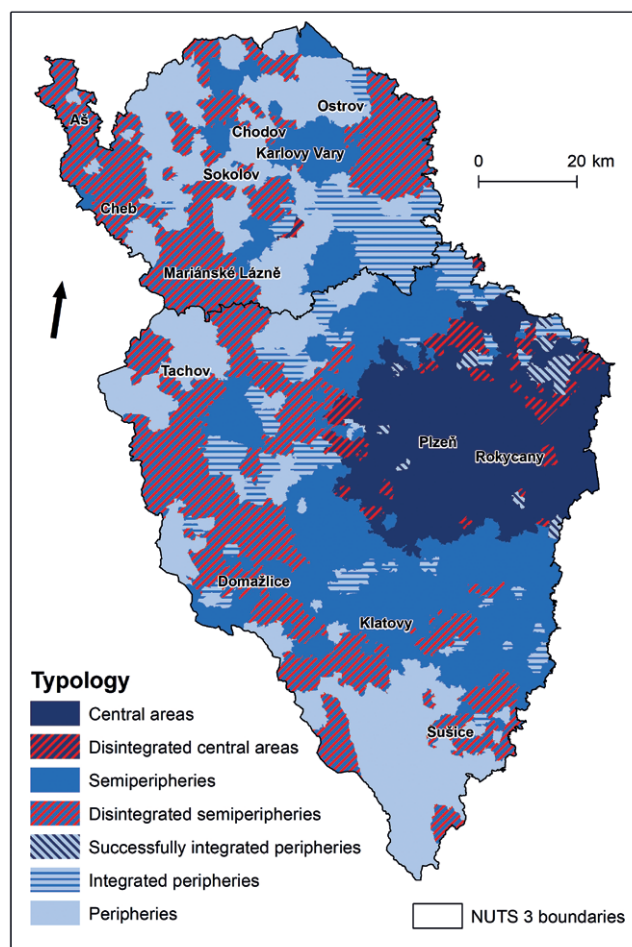 Ostrov
Aš
Chodov
Karlovy Vary
0 20 km
Sokolov
Cheb
Mariánské Lázně
Tachov
Plzeň
Rokycany
Domažlice
Klatovy
Sušice
Typology
Central areas
Disintegrated central areas
Semiperipheries
Disintegrated semiperipheries
Successfully integrated peripheries
Integrated peripheries
Peripheries
NUTS 3 boundaries